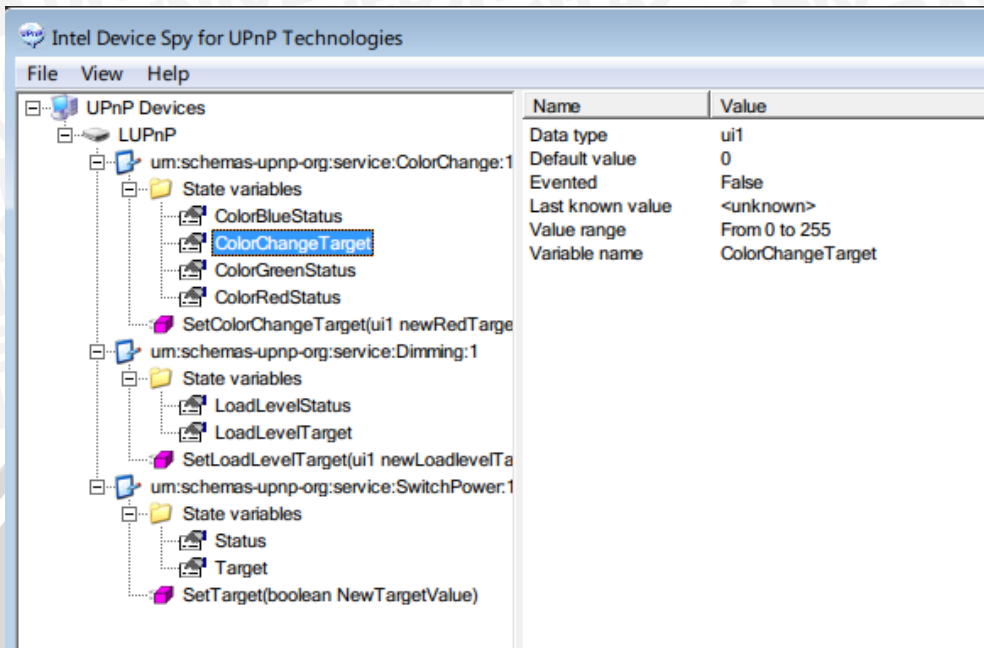 Intel Device Spy for UPnP Technologies
File View Help
UPnP Devices
LUPnP
urn:schemas-upnp-org:service:ColorChange:1
State variables
ColorBlueStatus
ColorChangeTarget
ColorGreenStatus
ColorRedStatus
SetColorChangeTarget(ui1 newRedTarge
urn:schemas-upnp-org:service:Dimming:1
State variables
LoadLevelStatus
LoadLevelTarget
SetLoadLevelTarget(ui1 newLoadlevelTa
urn:schemas-upnp-org:service:SwitchPower:1
State variables
Status
Target
SetTarget(boolean NewTargetValue)
Name Value
Data type ui1
Default value 0
Evented False
Last known value <unknown>
Value range From 0 to 255
Variable name ColorChangeTarget